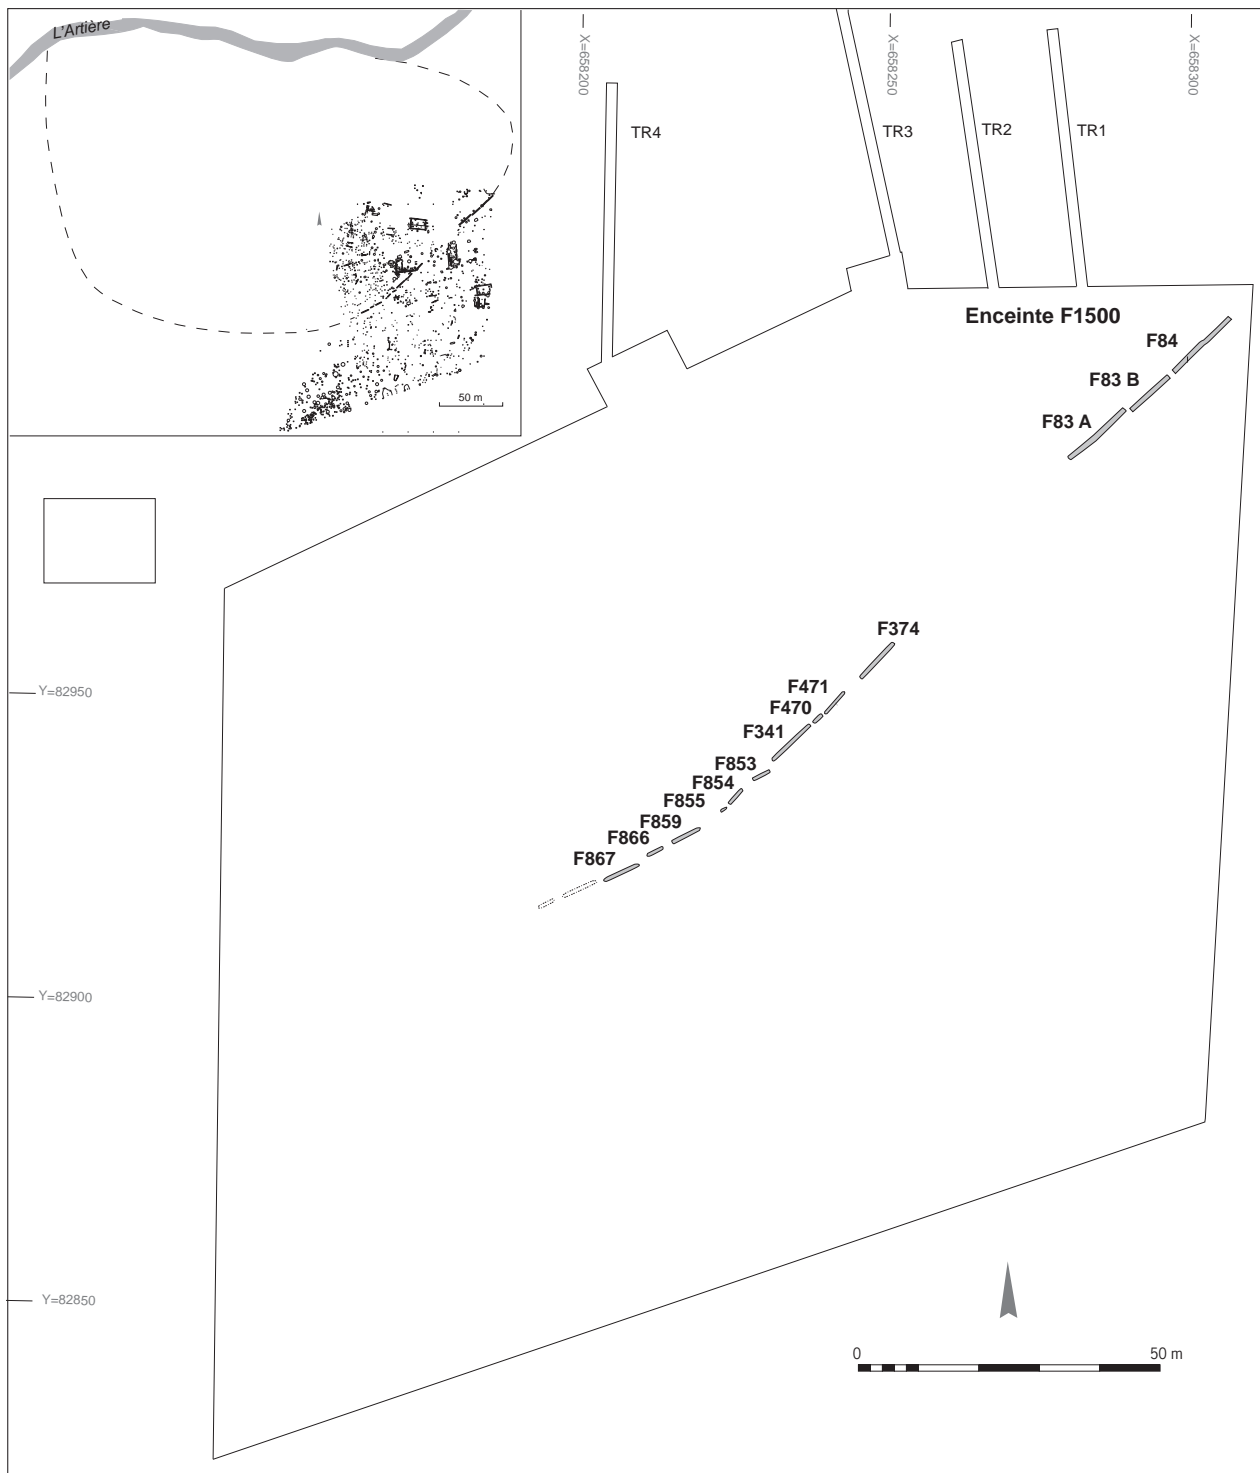 L'Artière
50 m
X=658200
X=658250
X=658300
TR4
TR3
TR2
TR1
Enceinte F1500
F84
F83 B
F83 A
F374
Y=82950
F471
F470
F341
F853
F854
F855
F859
F866
F867
Y=82900
Y=82850
0
50 m